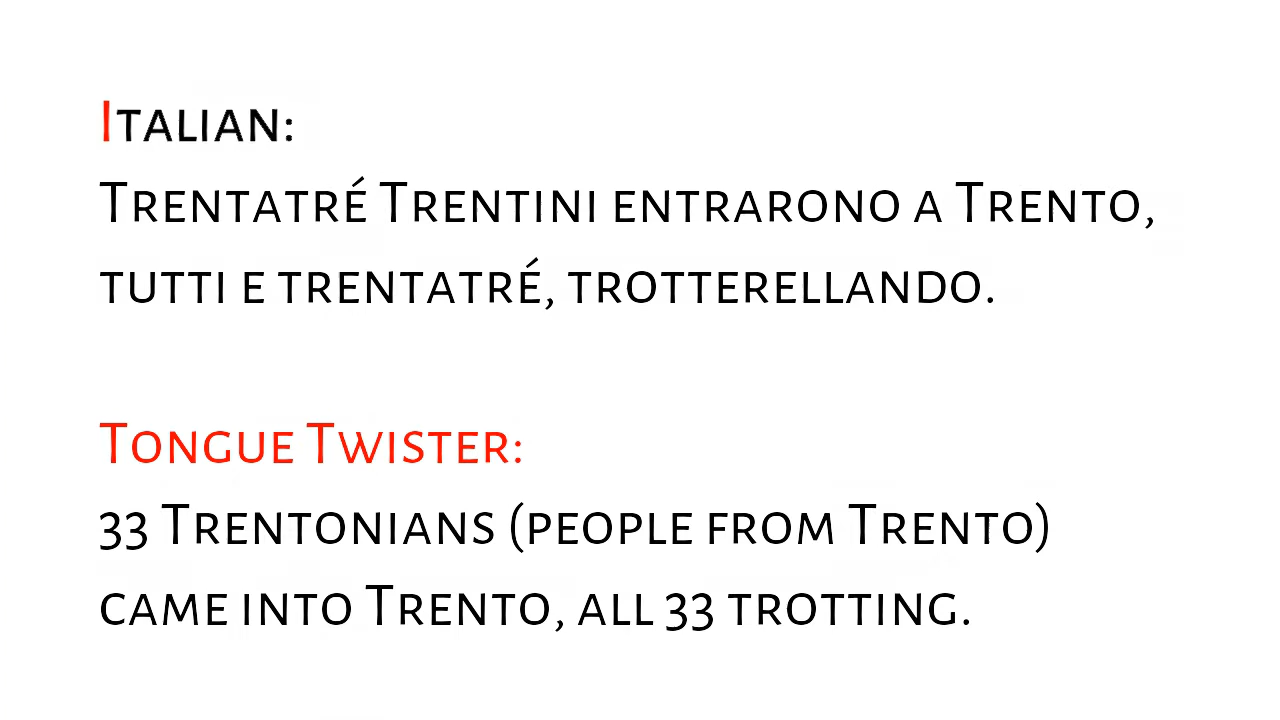 Italian:
Trentatré Trentini entrarono a Trento,
tutti e trentatré, trotterellando.
Tongue Twister:
33 Trentonians (people from Trento)
came into Trento, all 33 trotting.